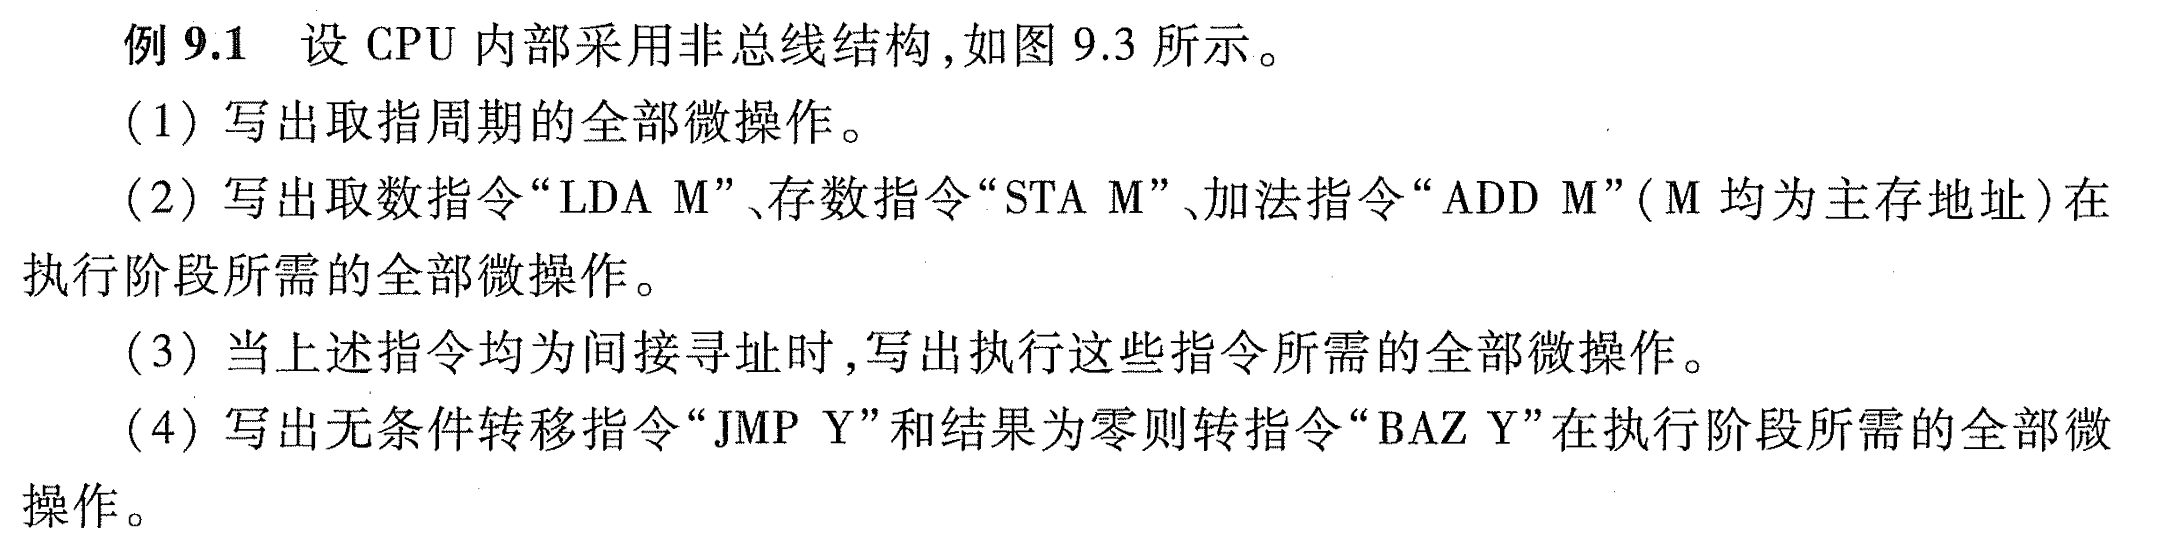 例 9.1 设 CPU 内部采用非总线结构,如图 9.3 所示。
(1) 写出取指周期的全部微操作。
(2) 写出取数指令“LDA M”、存数指令“STA M”、加法指令“ADD M”(M 均为主存地址)在
执行阶段所需的全部微操作。
(3) 当上述指令均为间接寻址时,写出执行这些指令所需的全部微操作。
(4) 写出无条件转移指令“JMP Y”和结果为零则转指令“BAZ Y”在执行阶段所需的全部微
操作。